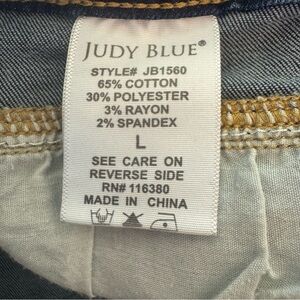 JUDY BLUE®
STYLE# JB1560
65% COTTON
30% POLYESTER
3% RAYON
2% SPANDEX
L
SEE CARE ON
REVERSE SIDE
RN# 116380
MADE IN CHINA